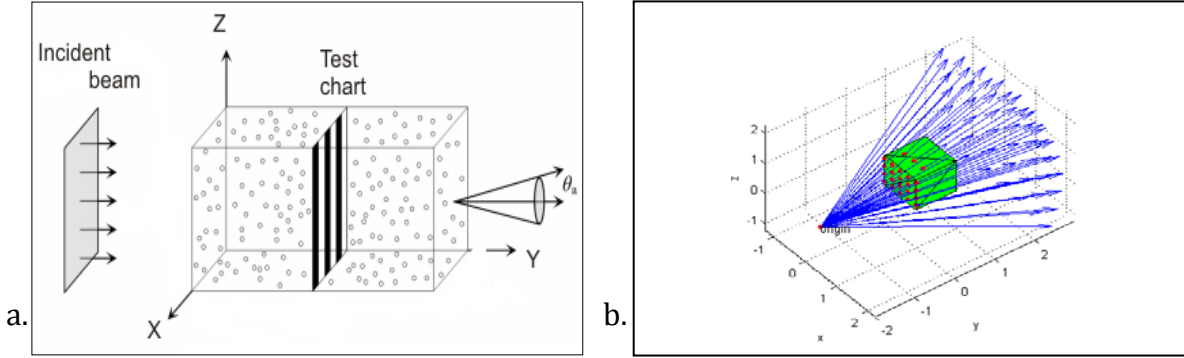 a.
Incident
beam
Z
Test
chart
θa
Y
X
b.
2
1
0
-1
z
origin
-1
0
1
2
x
-2
-1
0
1
2
y